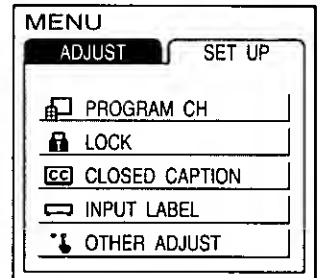 MENU
ADJUST SET UP
PROGRAM CH
LOCK
CC CLOSED CAPTION
INPUT LABEL
OTHER ADJUST